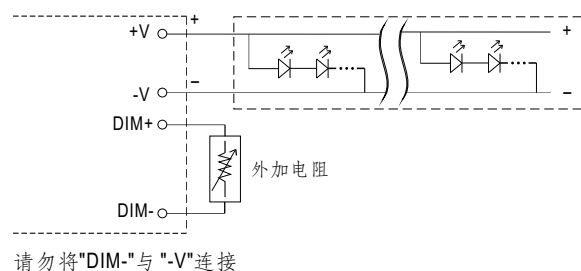 +V
+
+
-V
−
−
DIM+
外加电阻
DIM-
请勿将"DIM-"与 "-V"连接